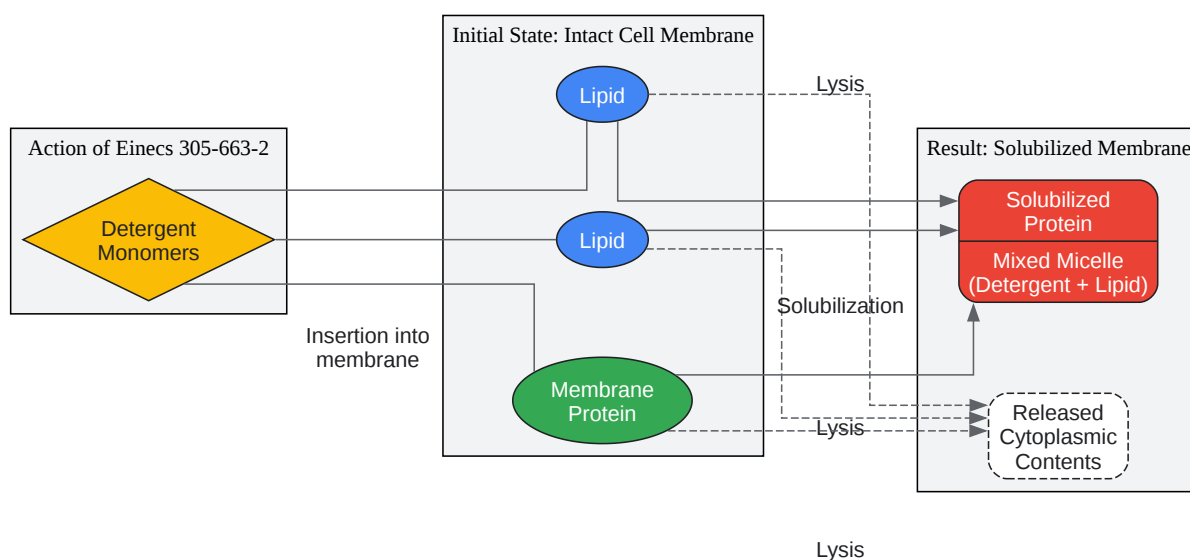 Initial State: Intact Cell Membrane
Lipid
Lysis
Action of Einecs 305-663-2
Detergent
Monomers
Result: Solubilized Membrane
Solubilized
Protein
Mixed Micelle
(Detergent + Lipid)
Lipid
Solubilization
Insertion into
membrane
Membrane
Protein
Lysis
Released
Cytoplasmic
Contents
Lysis